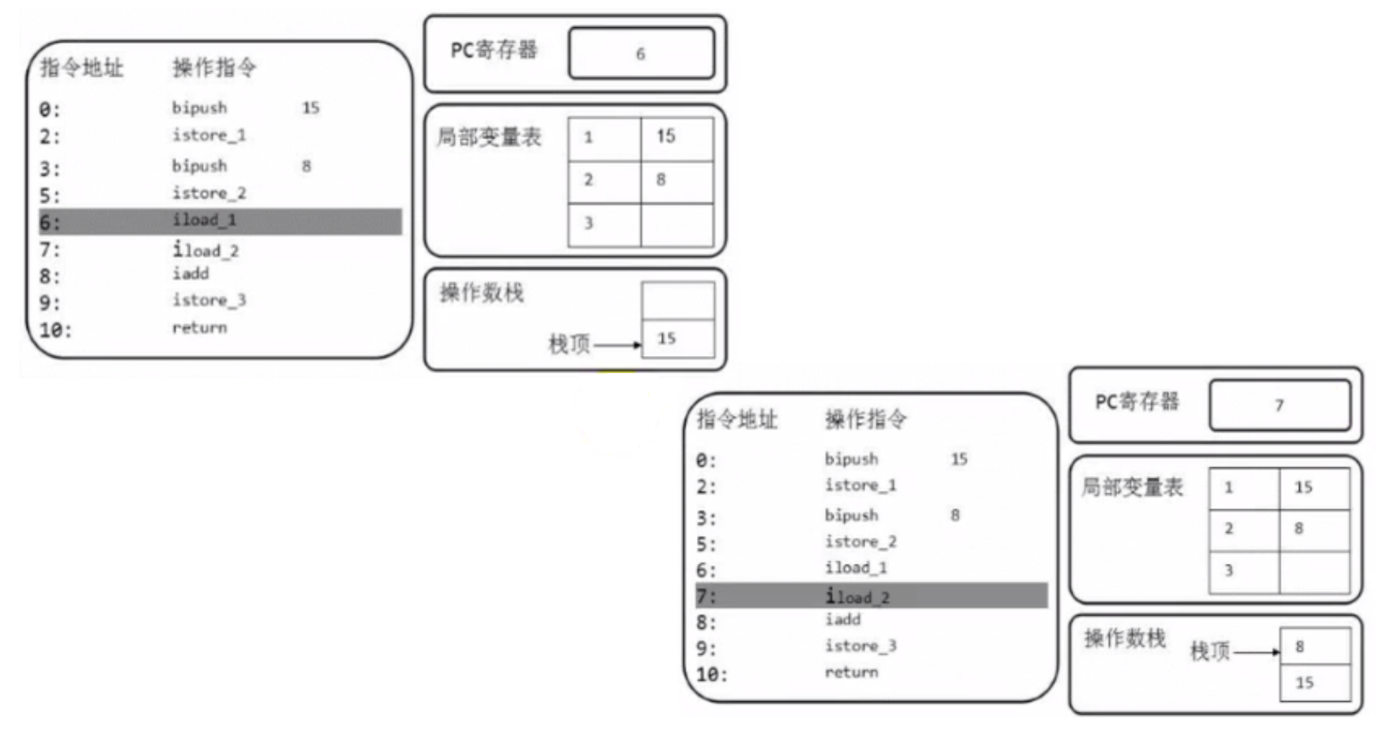 指令地址 操作指令
0: bipush 15
2: istore_1
3: bipush 8
5: istore_2
6: iload_1
7: iload_2
8: iadd
9: istore_3
10: return
PC寄存器 6
局部变量表 1 15
2 8
3
操作数栈
栈顶 15
指令地址 操作指令
0: bipush 15
2: istore_1
3: bipush 8
5: istore_2
6: iload_1
7: iload_2
8: iadd
9: istore_3
10: return
PC寄存器 7
局部变量表 1 15
2 8
3
操作数栈 栈顶 8
15